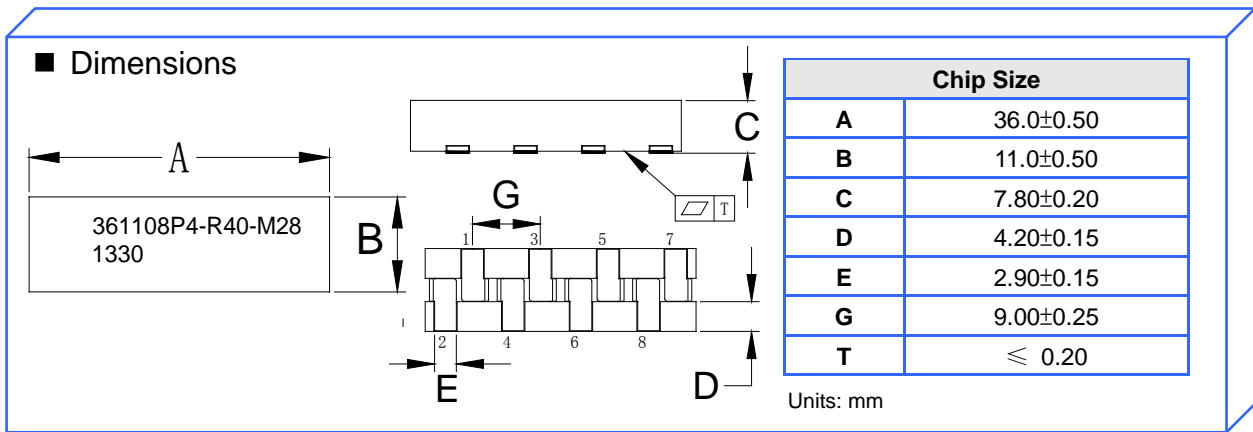 ■ Dimensions
A
361108P4-R40-M28
1330
B
C
T
G
1 3 5 7
2 4 6 8
E
D
Chip Size
A 36.0±0.50
B 11.0±0.50
C 7.80±0.20
D 4.20±0.15
E 2.90±0.15
G 9.00±0.25
T ≤ 0.20
Units: mm